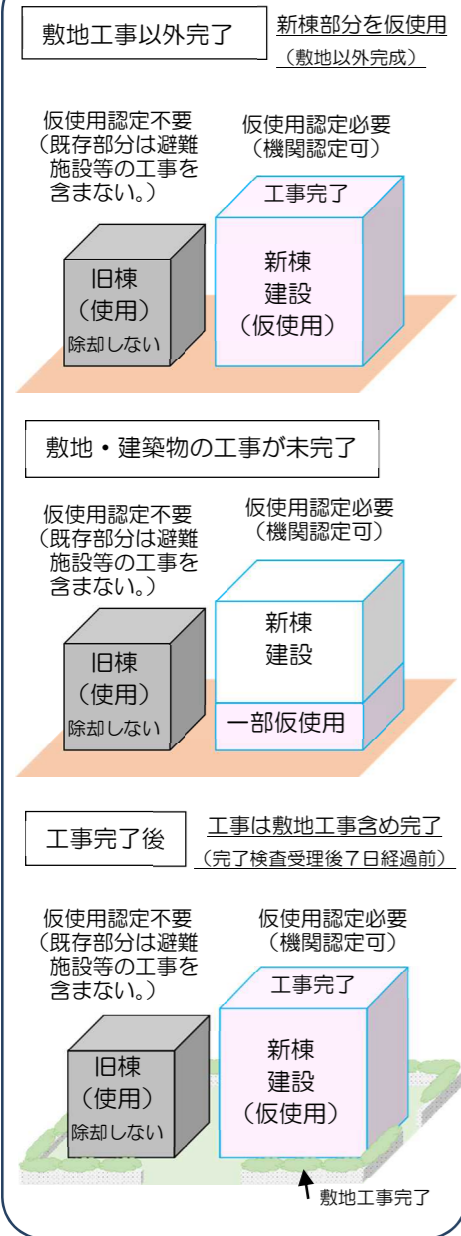 敷地工事以外完了
新棟部分を仮使用
（敷地以外完成）
仮使用認定不要
（既存部分は避難
施設等の工事を
含まない。）
仮使用認定必要
（機関認定可）
工事完了
旧棟
（使用）
除却しない
新棟
建設
（仮使用）
敷地・建築物の工事が未完了
仮使用認定不要
（既存部分は避難
施設等の工事を
含まない。）
仮使用認定必要
（機関認定可）
旧棟
（使用）
除却しない
新棟
建設
一部仮使用
工事完了後
工事は敷地工事含め完了
（完了検査受理後７日経過前）
仮使用認定不要
（既存部分は避難
施設等の工事を
含まない。）
仮使用認定必要
（機関認定可）
工事完了
旧棟
（使用）
除却しない
新棟
建設
（仮使用）
敷地工事完了